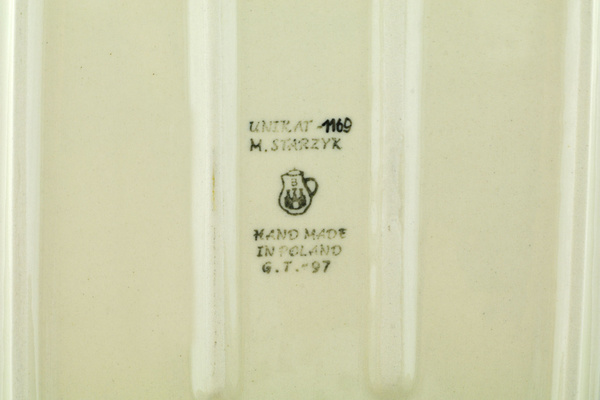 UNIKAT -1169
M. STARZYK
B
HAND MADE
IN POLAND
G.T.-97